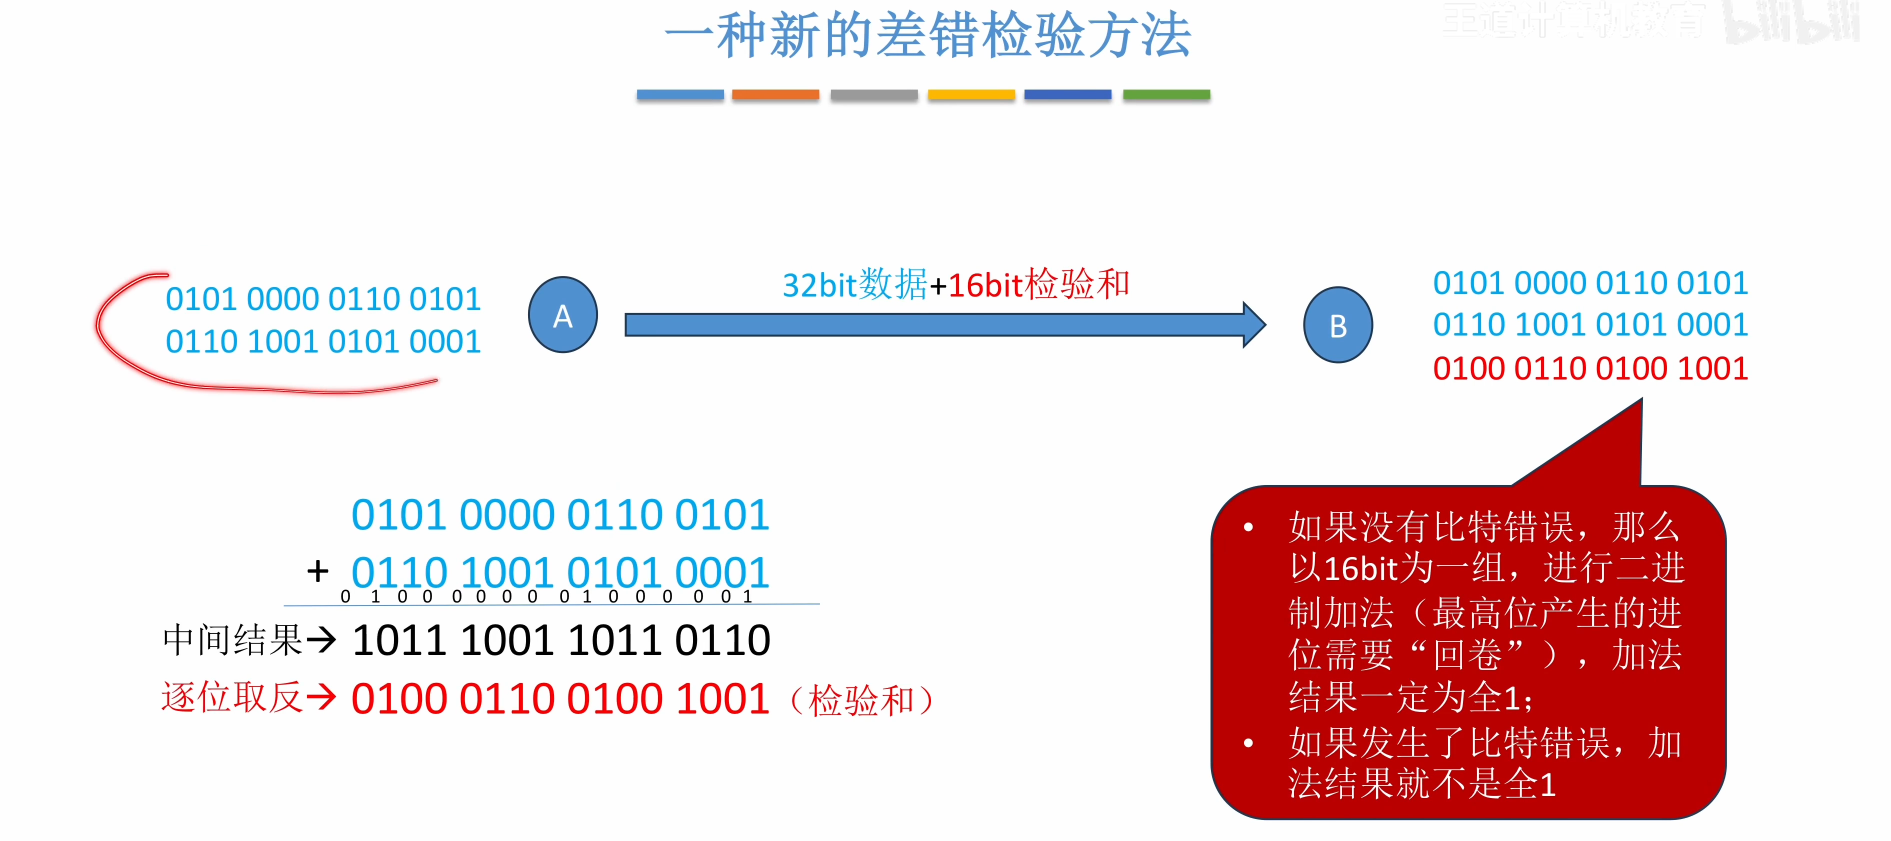 一种新的差错检验方法
王道计算机教育 bilibili
0101 0000 0110 0101
0110 1001 0101 0001
A
32bit数据+16bit检验和
B
0101 0000 0110 0101
0110 1001 0101 0001
0100 0110 0100 1001
0101 0000 0110 0101
+ 0110 1001 0101 0001
0 1 0 0 0 0 0 0 0 1 0 0 0 0 0 1
中间结果→ 1011 1001 1011 0110
逐位取反→ 0100 0110 0100 1001（检验和）
• 如果没有比特错误，那么
以16bit为一组，进行二进
制加法（最高位产生的进
位需要“回卷”），加法
结果一定为全1；
• 如果发生了比特错误，加
法结果就不是全1